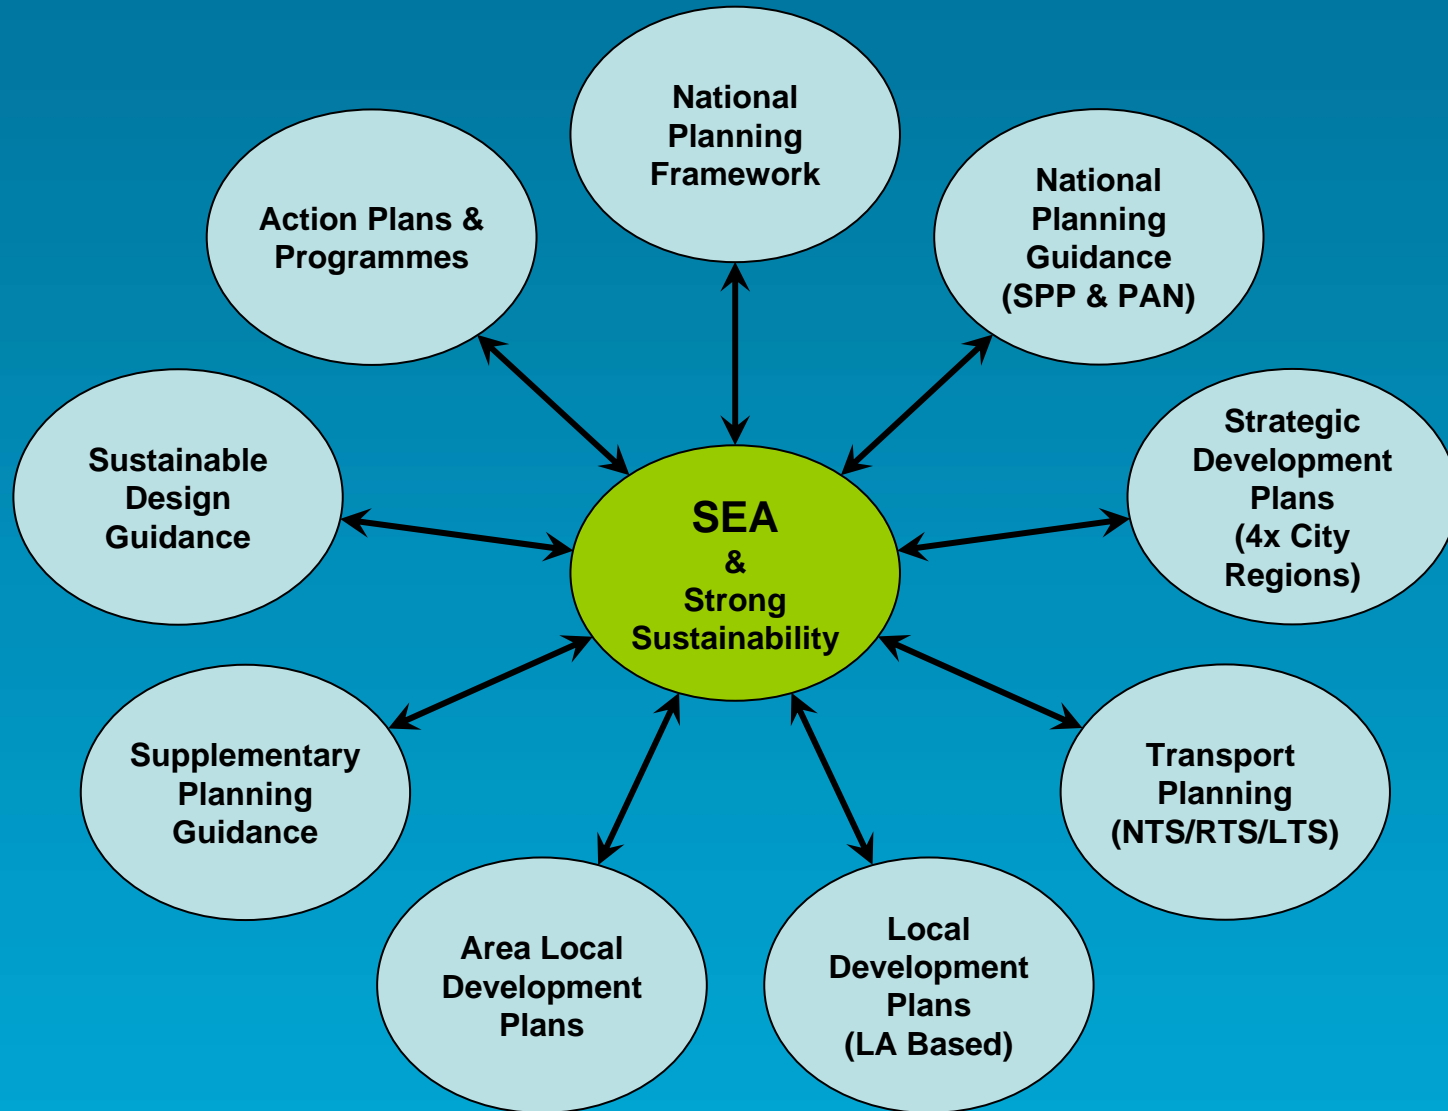 National
Planning
Framework
National
Planning
Guidance
(SPP & PAN)
Strategic
Development
Plans
(4x City
Regions)
Transport
Planning
(NTS/RTS/LTS)
Local
Development
Plans
(LA Based)
Area Local
Development
Plans
Supplementary
Planning
Guidance
Sustainable
Design
Guidance
Action Plans &
Programmes
SEA
&
Strong
Sustainability